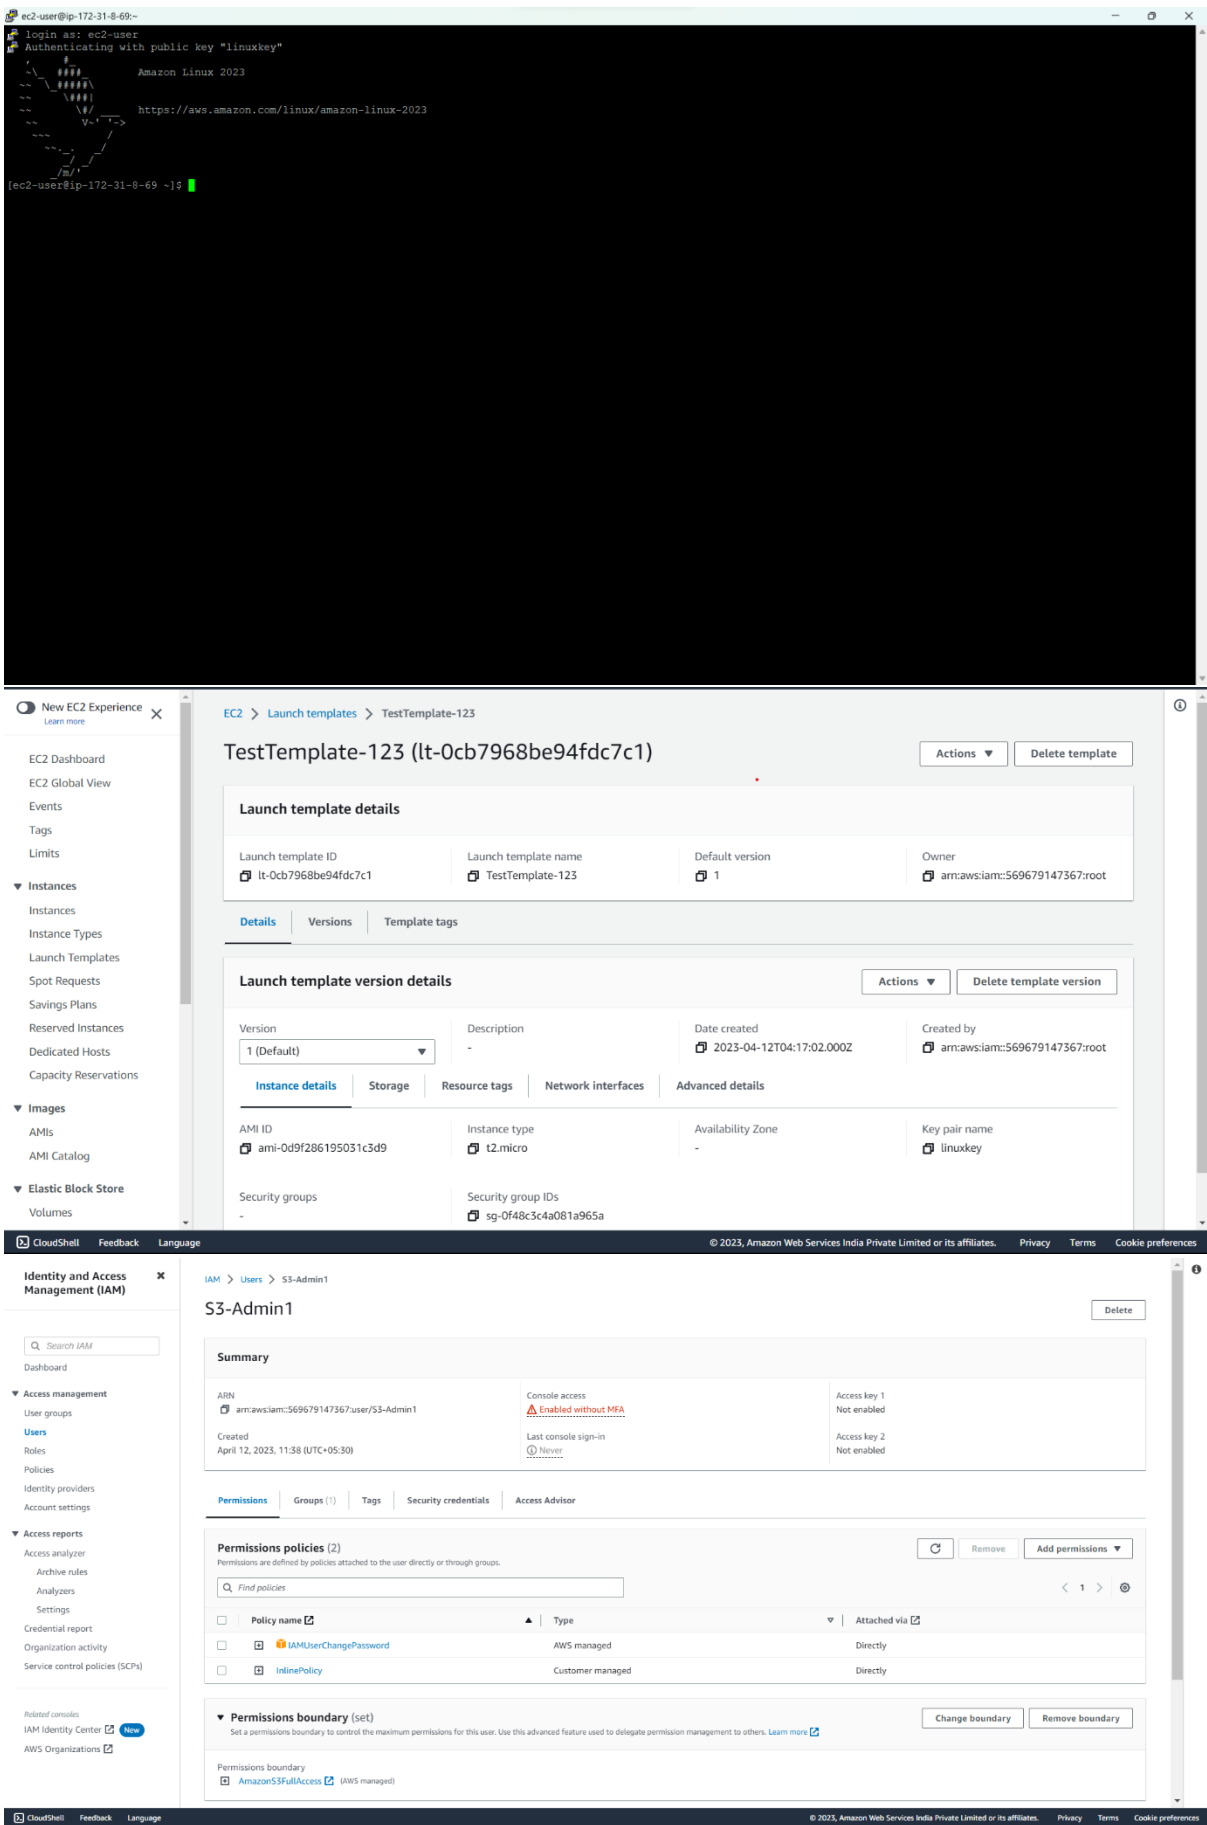 ec2-user@ip-172-31-8-69:~
login as: ec2-user
Authenticating with public key "linuxkey"
Amazon Linux 2023
https://aws.amazon.com/linux/amazon-linux-2023
[ec2-user@ip-172-31-8-69 ~]$
New EC2 Experience
Learn more
EC2 Dashboard
EC2 Global View
Events
Tags
Limits
Instances
Instances
Instance Types
Launch Templates
Spot Requests
Savings Plans
Reserved Instances
Dedicated Hosts
Capacity Reservations
Images
AMIs
AMI Catalog
Elastic Block Store
Volumes
EC2 > Launch templates > TestTemplate-123
TestTemplate-123 (lt-0cb7968be94fdc7c1)
Actions
Delete template
Launch template details
Launch template ID
lt-0cb7968be94fdc7c1
Launch template name
TestTemplate-123
Default version
1
Owner
arn:aws:iam::569679147367:root
Details
Versions
Template tags
Launch template version details
Actions
Delete template version
Version
1 (Default)
Description
-
Date created
2023-04-12T04:17:02.000Z
Created by
arn:aws:iam::569679147367:root
Instance details
Storage
Resource tags
Network interfaces
Advanced details
AMI ID
ami-0d9f286195031c3d9
Instance type
t2.micro
Availability Zone
-
Key pair name
linuxkey
Security groups
-
Security group IDs
sg-0f48c3c4a081a965a
CloudShell Feedback Language
© 2023, Amazon Web Services India Private Limited or its affiliates. Privacy Terms Cookie preferences
Identity and Access
Management (IAM)
Search IAM
Dashboard
Access management
User groups
Users
Roles
Policies
Identity providers
Account settings
Access reports
Access analyzer
Archive rules
Analyzers
Settings
Credential report
Organization activity
Service control policies (SCPs)
Related consoles
IAM Identity Center New
AWS Organizations
IAM > Users > S3-Admin1
S3-Admin1
Delete
Summary
ARN
arn:aws:iam::569679147367:user/S3-Admin1
Console access
Enabled without MFA
Access key 1
Not enabled
Created
April 12, 2023, 11:38 (UTC+05:30)
Last console sign-in
Never
Access key 2
Not enabled
Permissions
Groups (1)
Tags
Security credentials
Access Advisor
Permissions policies (2)
Permissions are defined by policies attached to the user directly or through groups.
Remove
Add permissions
Find policies
1
Policy name
Type
Attached via
IAMUserChangePassword
AWS managed
Directly
InlinePolicy
Customer managed
Directly
Permissions boundary (set)
Set a permissions boundary to control the maximum permissions for this user. Use this advanced feature used to delegate permission management to others. Learn more
Change boundary
Remove boundary
Permissions boundary
AmazonS3FullAccess (AWS managed)
CloudShell Feedback Language
© 2023, Amazon Web Services India Private Limited or its affiliates. Privacy Terms Cookie preferences